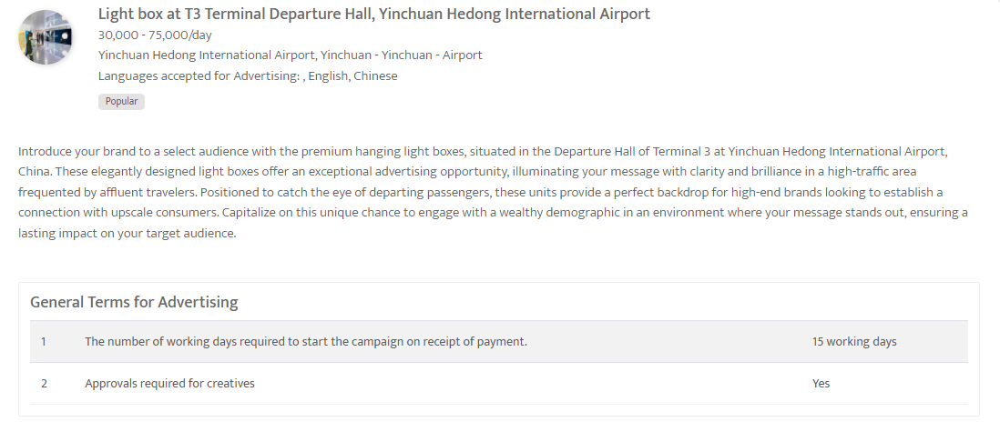 Light box at T3 Terminal Departure Hall, Yinchuan Hedong International Airport
30,000 - 75,000/day
Yinchuan Hedong International Airport, Yinchuan - Yinchuan - Airport
Languages accepted for Advertising: , English, Chinese
Popular
Introduce your brand to a select audience with the premium hanging light boxes, situated in the Departure Hall of Terminal 3 at Yinchuan Hedong International Airport,
China. These elegantly designed light boxes offer an exceptional advertising opportunity, illuminating your message with clarity and brilliance in a high-traffic area
frequented by affluent travelers. Positioned to catch the eye of departing passengers, these units provide a perfect backdrop for high-end brands looking to establish a
connection with upscale consumers. Capitalize on this unique chance to engage with a wealthy demographic in an environment where your message stands out, ensuring a
lasting impact on your target audience.
General Terms for Advertising
1 The number of working days required to start the campaign on receipt of payment. 15 working days
2 Approvals required for creatives Yes